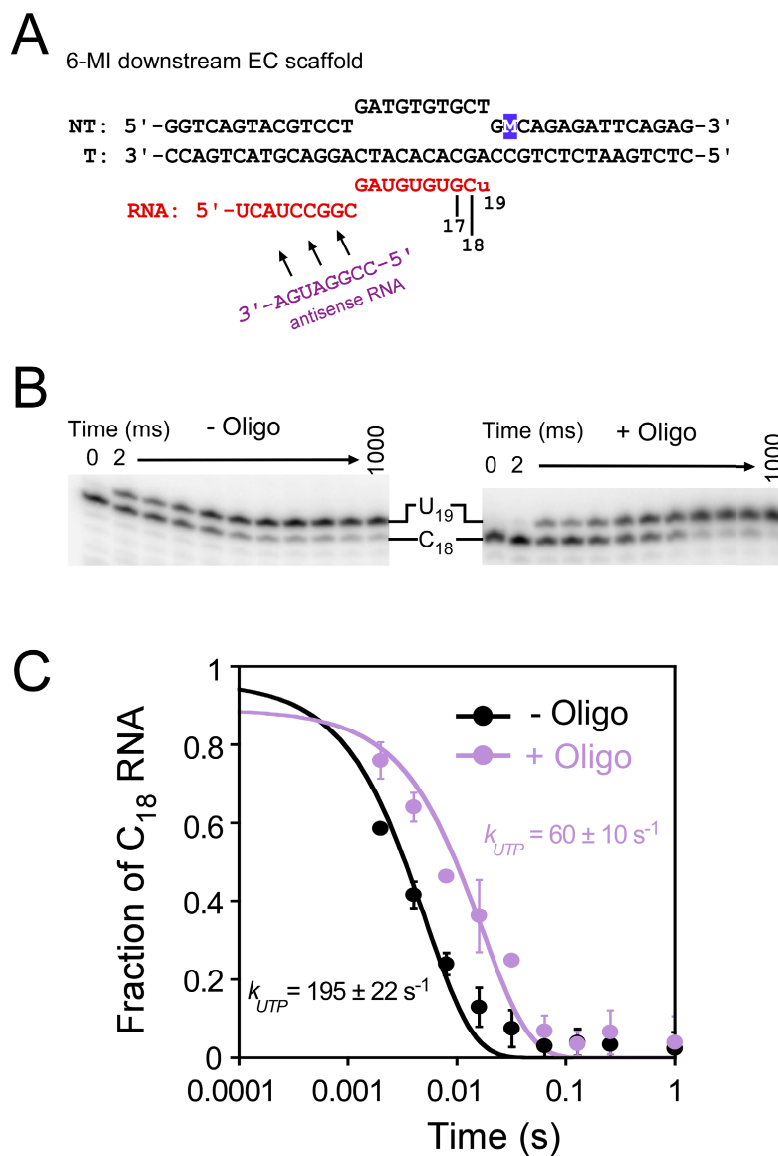 A
6-MI downstream EC scaffold
GATGTGTGCT
NT: 5'-GGTCAGTACGTCCT GMCAGAGATTCAGAG-3'
T: 3'-CCAGTCATGCAGGACTACACACGACCGTCTCTAAGTCTC-5'
GAUGUGUGCu
RNA: 5'-UCAUCCGGC
17 19
18
3'-AGUAGGCC-5'
antisense RNA
B
Time (ms) - Oligo
0 2 1000
Time (ms) + Oligo
0 2 1000
U19
C18
C
Fraction of C18 RNA
1
0.8
0.6
0.4
0.2
0
- Oligo
+ Oligo
kUTP = 60 ± 10 s-1
kUTP = 195 ± 22 s-1
0.0001 0.001 0.01 0.1 1
Time (s)